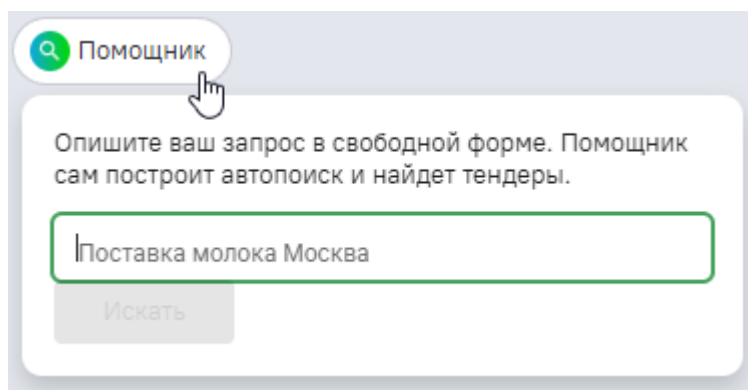 Помощник
Опишите ваш запрос в свободной форме. Помощник
сам построит автопоиск и найдет тендеры.
Поставка молока Москва
Искать